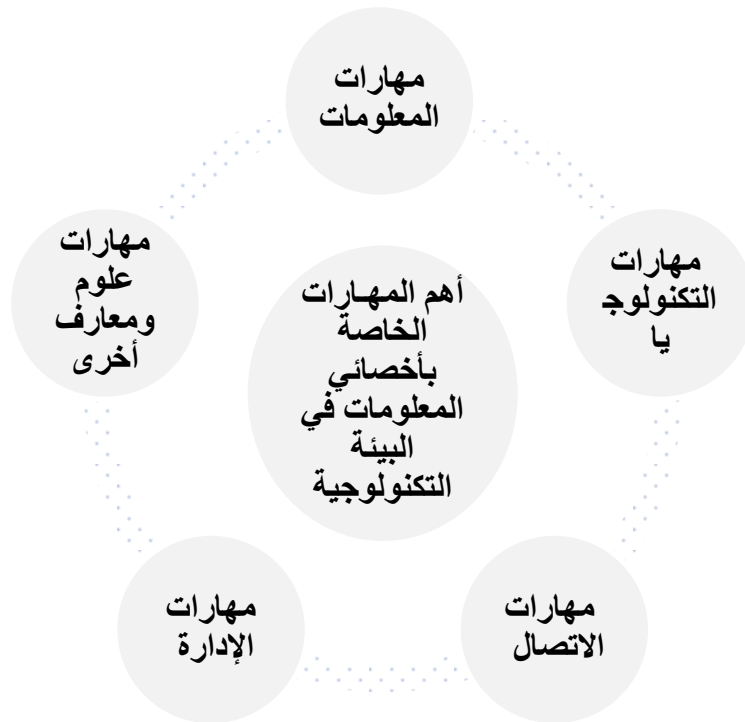 مهارات
المعلومات
مهارات
التكنولوج
يا
مهارات
الاتصال
مهارات
الإدارة
مهارات
علوم
ومعارف
أخرى
أهم المهارات
الخاصة
بأخصائي
المعلومات في
البيئة
التكنولوجية